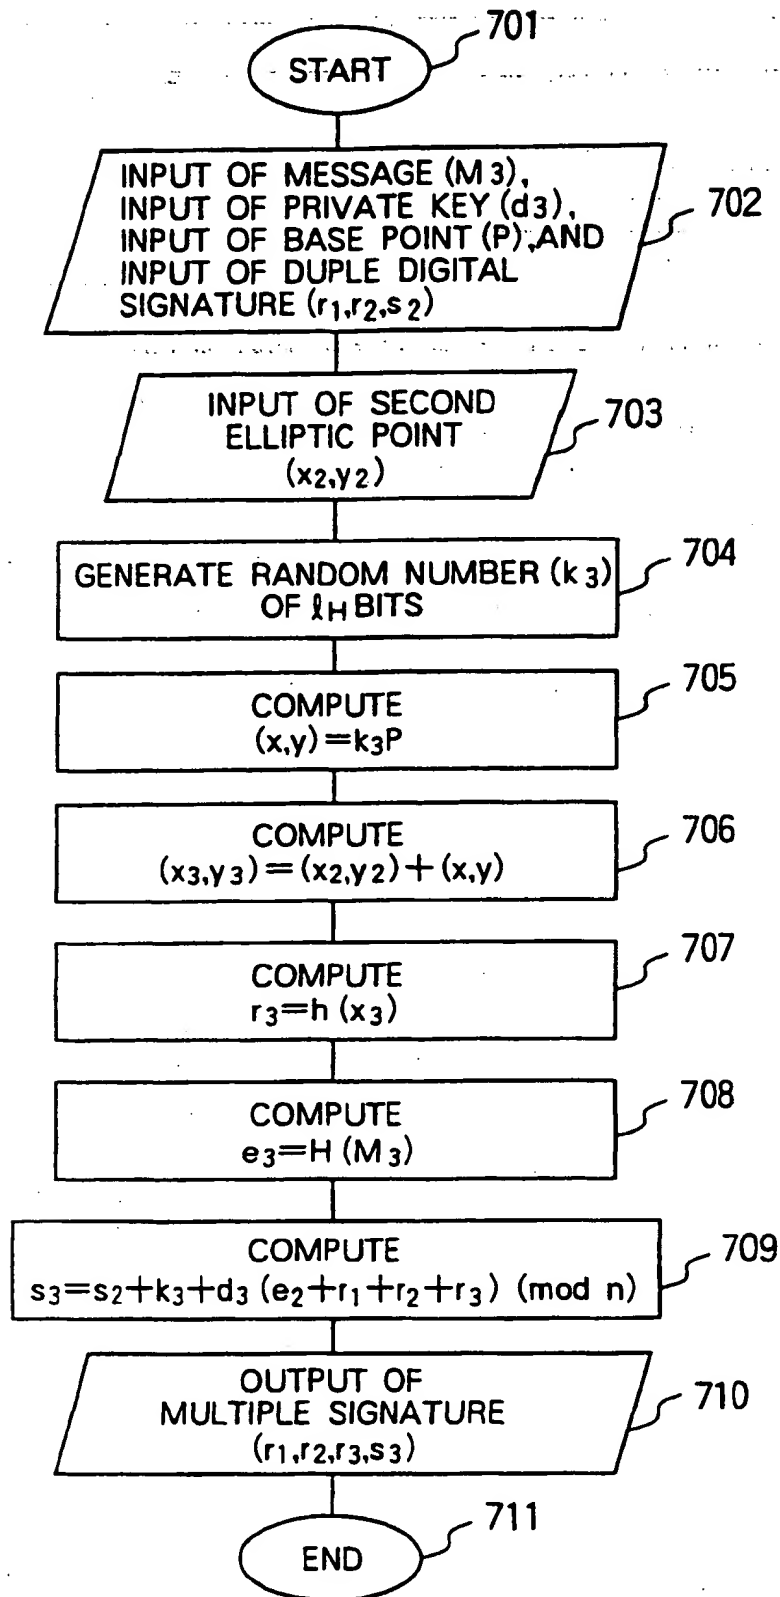 701
START
INPUT OF MESSAGE (M3),
INPUT OF PRIVATE KEY (d3),
INPUT OF BASE POINT (P), AND
INPUT OF DUPLE DIGITAL
SIGNATURE (r1,r2,s2)
702
INPUT OF SECOND
ELLIPTIC POINT
(x2,y2)
703
GENERATE RANDOM NUMBER (k3)
OF ℓH BITS
704
COMPUTE
(x,y)=k3P
705
COMPUTE
(x3,y3)=(x2,y2)+(x,y)
706
COMPUTE
r3=h(x3)
707
COMPUTE
e3=H(M3)
708
COMPUTE
s3=s2+k3+d3(e2+r1+r2+r3) (mod n)
709
OUTPUT OF
MULTIPLE SIGNATURE
(r1,r2,r3,s3)
710
END
711